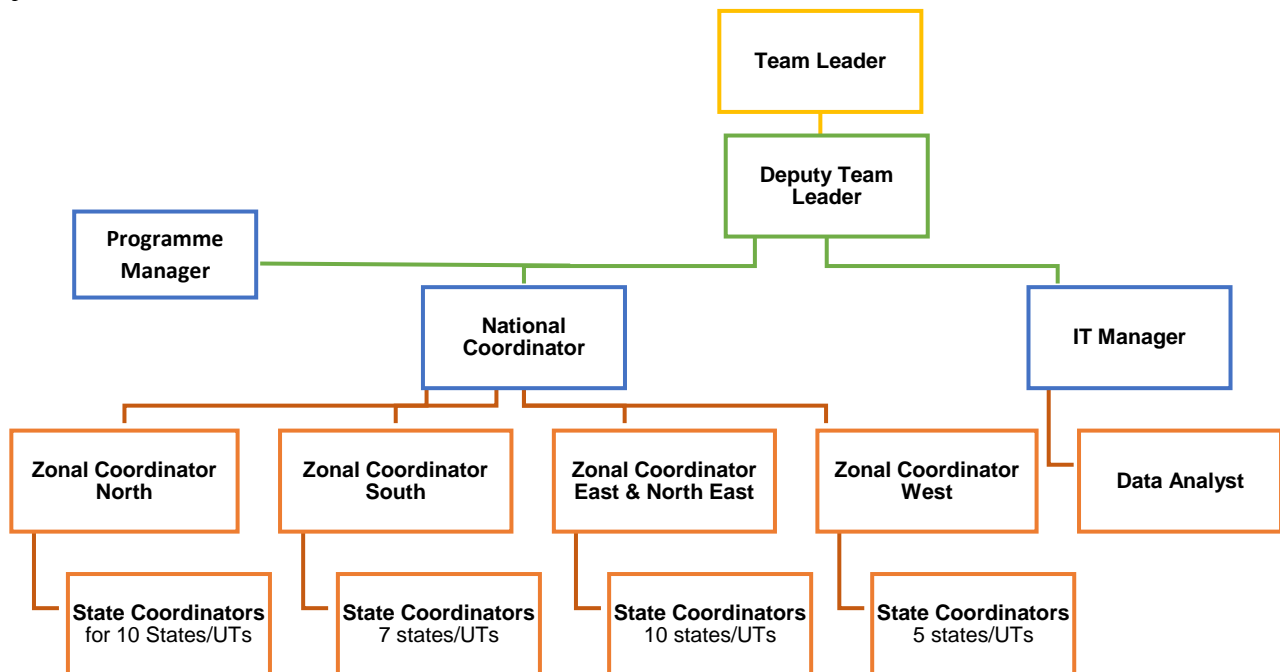 Team Leader
Deputy Team
Leader
Programme
Manager
National
Coordinator
IT Manager
Zonal Coordinator
North
Zonal Coordinator
South
Zonal Coordinator
East & North East
Zonal Coordinator
West
Data Analyst
State Coordinators
for 10 States/UTs
State Coordinators
7 states/UTs
State Coordinators
10 states/UTs
State Coordinators
5 states/UTs